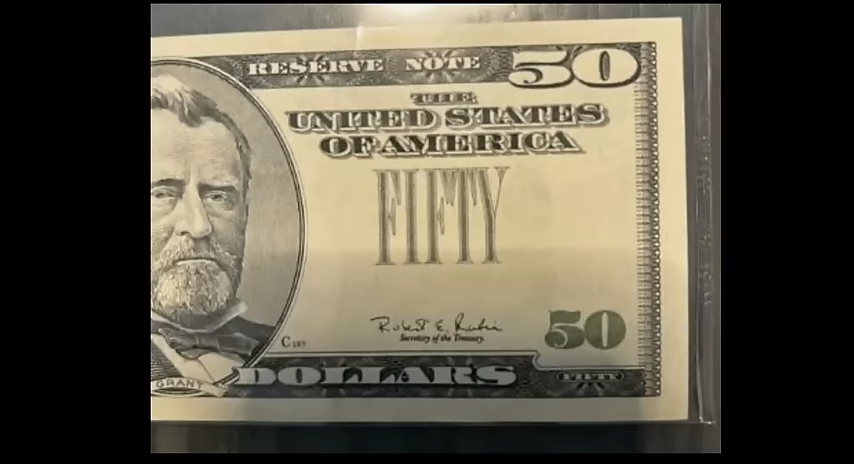 RESERVE NOTE 50
THE
UNITED STATES
OF AMERICA
FIFTY
Robert E. Rubin
Secretary of the Treasury.
50
GRANT
DOLLARS
FIFTY